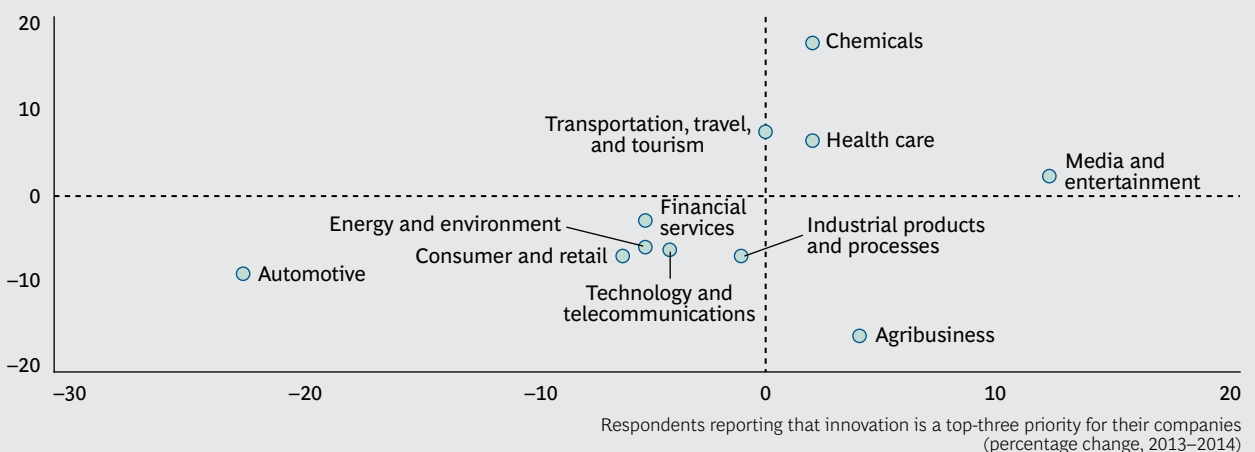 20
Chemicals
10
Transportation, travel,
and tourism
Health care
Media and
entertainment
0
Financial
services
Energy and environment
Industrial products
and processes
Consumer and retail
Automotive
–10
Technology and
telecommunications
Agribusiness
–20
–30
–20
–10
0
10
20
Respondents reporting that innovation is a top-three priority for their companies
(percentage change, 2013–2014)